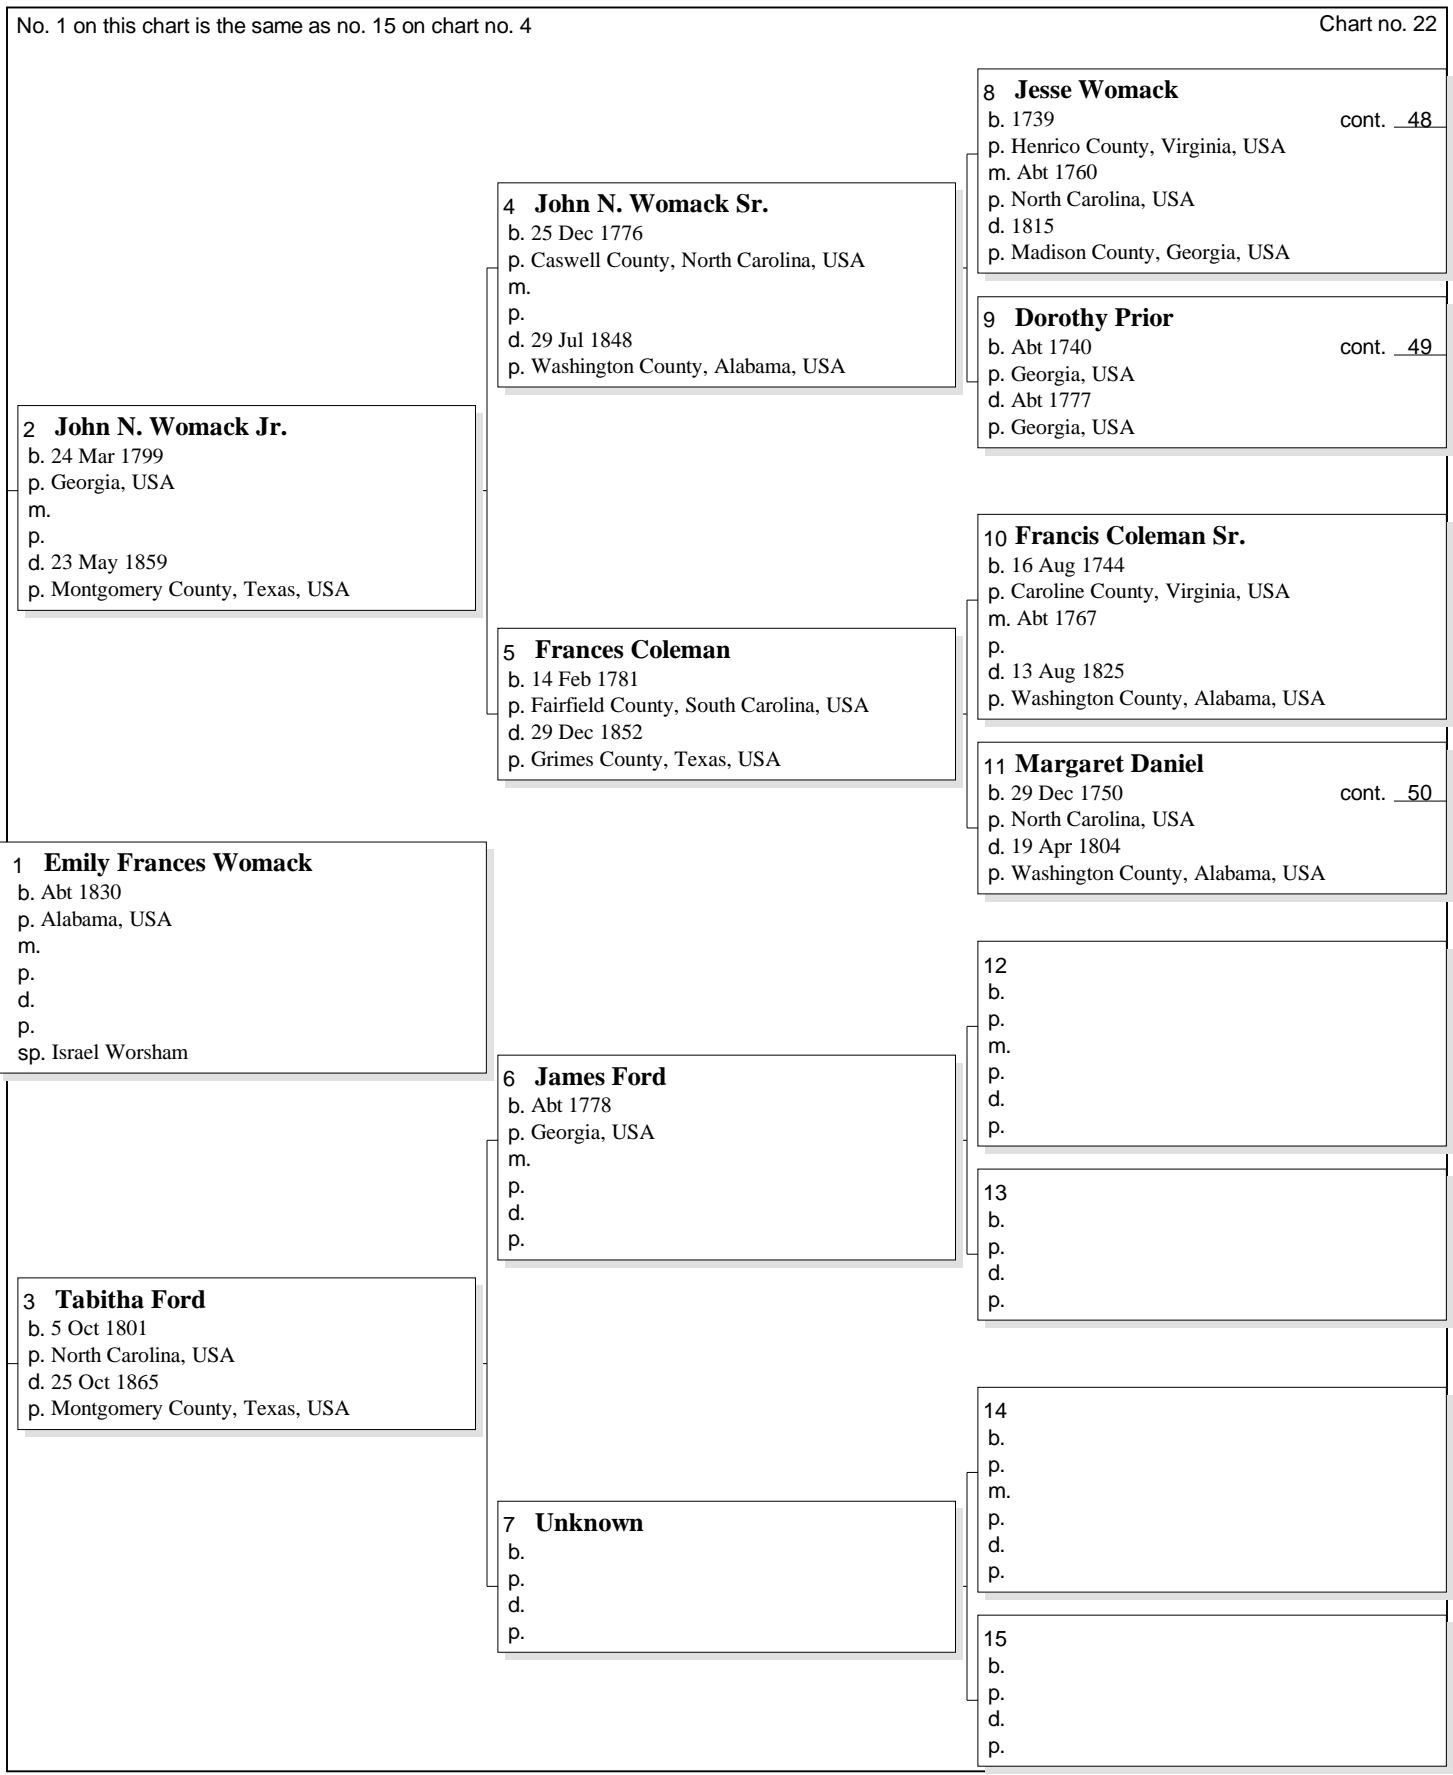 No. 1 on this chart is the same as no. 15 on chart no. 4
Chart no. 22
8 Jesse Womack
b. 1739 cont. 48
p. Henrico County, Virginia, USA
m. Abt 1760
p. North Carolina, USA
d. 1815
p. Madison County, Georgia, USA
4 John N. Womack Sr.
b. 25 Dec 1776
p. Caswell County, North Carolina, USA
m.
p.
d. 29 Jul 1848
p. Washington County, Alabama, USA
9 Dorothy Prior
b. Abt 1740 cont. 49
p. Georgia, USA
d. Abt 1777
p. Georgia, USA
2 John N. Womack Jr.
b. 24 Mar 1799
p. Georgia, USA
m.
p.
d. 23 May 1859
p. Montgomery County, Texas, USA
10 Francis Coleman Sr.
b. 16 Aug 1744
p. Caroline County, Virginia, USA
m. Abt 1767
p.
d. 13 Aug 1825
p. Washington County, Alabama, USA
5 Frances Coleman
b. 14 Feb 1781
p. Fairfield County, South Carolina, USA
d. 29 Dec 1852
p. Grimes County, Texas, USA
11 Margaret Daniel
b. 29 Dec 1750 cont. 50
p. North Carolina, USA
d. 19 Apr 1804
p. Washington County, Alabama, USA
1 Emily Frances Womack
b. Abt 1830
p. Alabama, USA
m.
p.
d.
p.
sp. Israel Worsham
12
b.
p.
m.
p.
d.
p.
6 James Ford
b. Abt 1778
p. Georgia, USA
m.
p.
d.
p.
13
b.
p.
d.
p.
3 Tabitha Ford
b. 5 Oct 1801
p. North Carolina, USA
d. 25 Oct 1865
p. Montgomery County, Texas, USA
14
b.
p.
m.
p.
d.
p.
7 Unknown
b.
p.
d.
p.
15
b.
p.
d.
p.